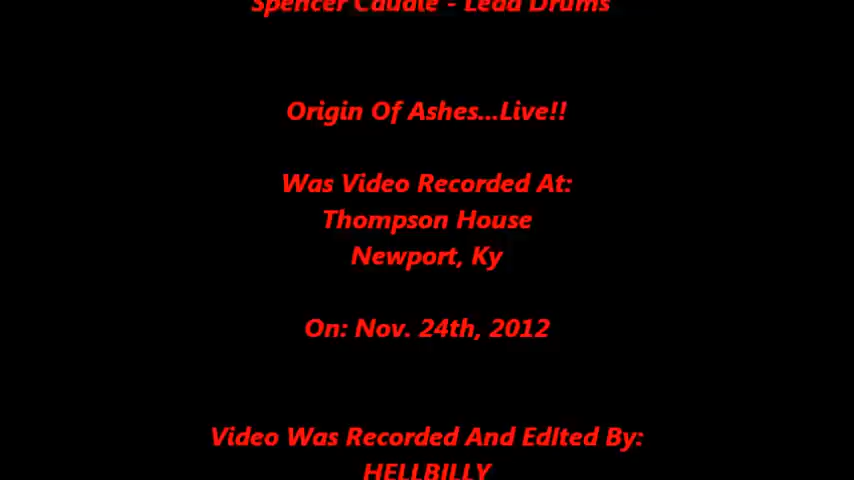 Spencer Caudle - Lead Drums
Origin Of Ashes...Live!!
Was Video Recorded At:
Thompson House
Newport, Ky
On: Nov. 24th, 2012
Video Was Recorded And EdIted By:
HELLBILLY